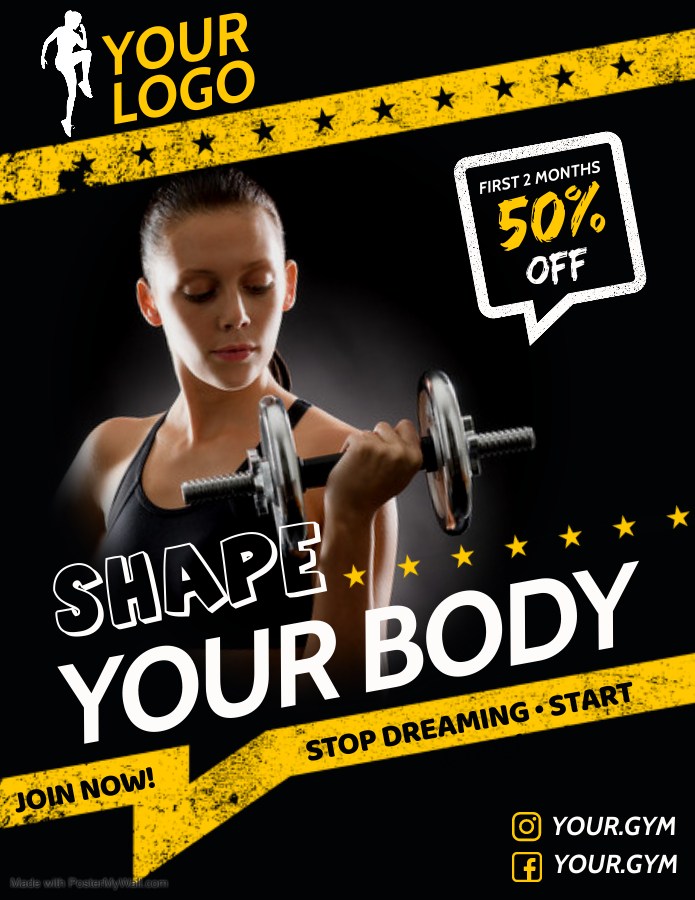 YOUR
LOGO
FIRST 2 MONTHS
50%
OFF
SHAPE
YOUR BODY
STOP DREAMING • START
JOIN NOW!
YOUR.GYM
YOUR.GYM
Made with PosterMyWall.com